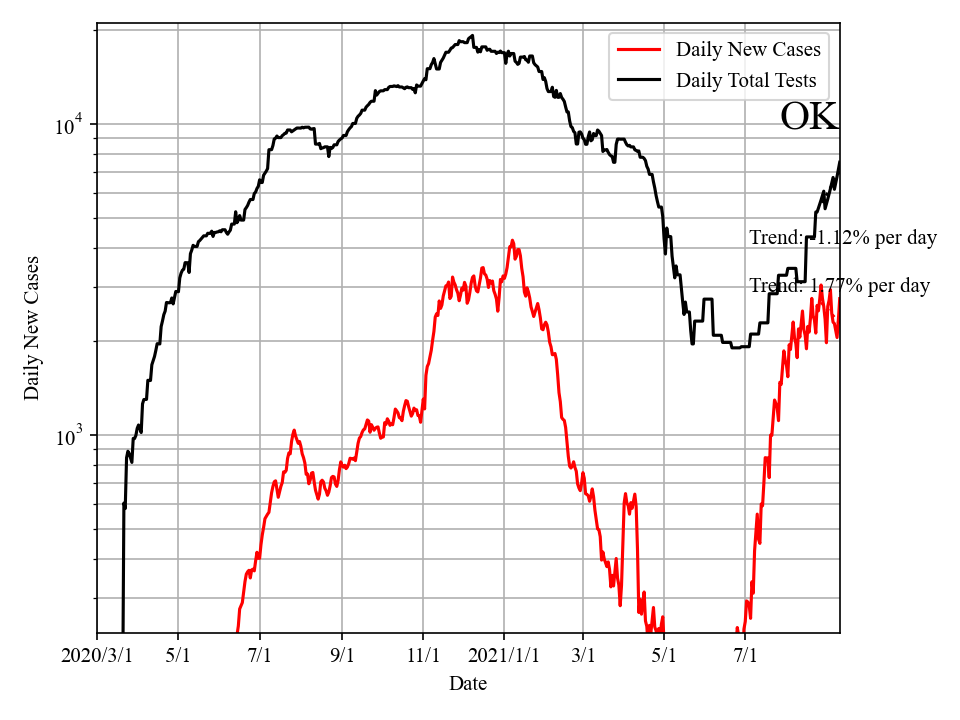 Daily New Cases
Daily Total Tests
OK
10^4
10^3
Trend: -1.12% per day
Trend: 1.77% per day
Daily New Cases
2020/3/1 5/1 7/1 9/1 11/1 2021/1/1 3/1 5/1 7/1
Date